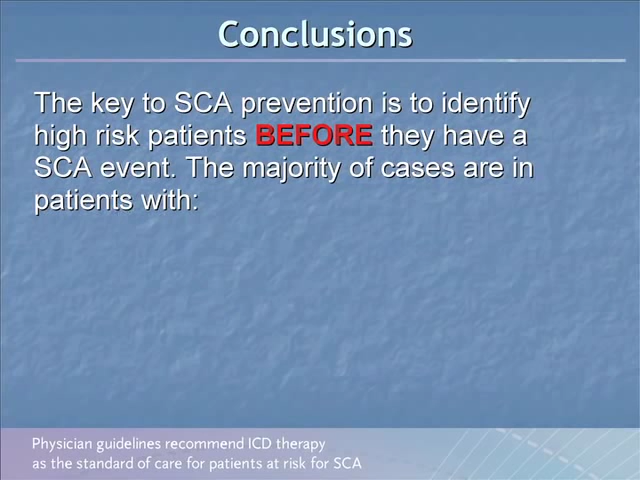 Conclusions
The key to SCA prevention is to identify
high risk patients BEFORE they have a
SCA event. The majority of cases are in
patients with:
Physician guidelines recommend ICD therapy
as the standard of care for patients at risk for SCA